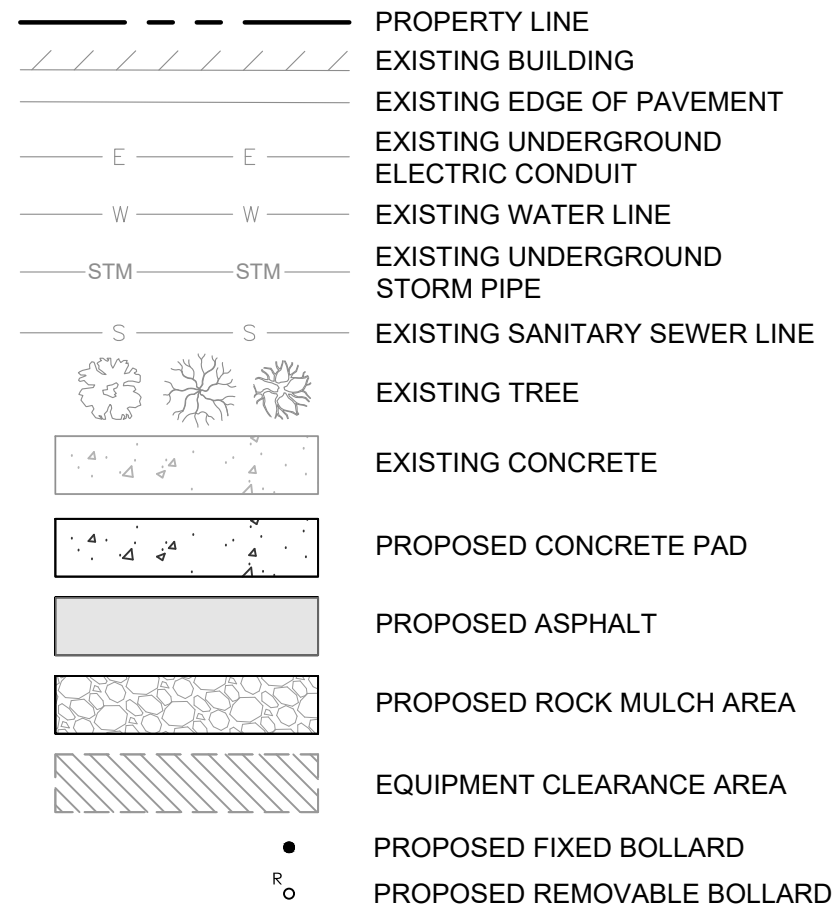 PROPERTY LINE
EXISTING BUILDING
EXISTING EDGE OF PAVEMENT
E E EXISTING UNDERGROUND
ELECTRIC CONDUIT
W W EXISTING WATER LINE
STM STM EXISTING UNDERGROUND
STORM PIPE
S S EXISTING SANITARY SEWER LINE
EXISTING TREE
EXISTING CONCRETE
PROPOSED CONCRETE PAD
PROPOSED ASPHALT
PROPOSED ROCK MULCH AREA
EQUIPMENT CLEARANCE AREA
PROPOSED FIXED BOLLARD
R PROPOSED REMOVABLE BOLLARD